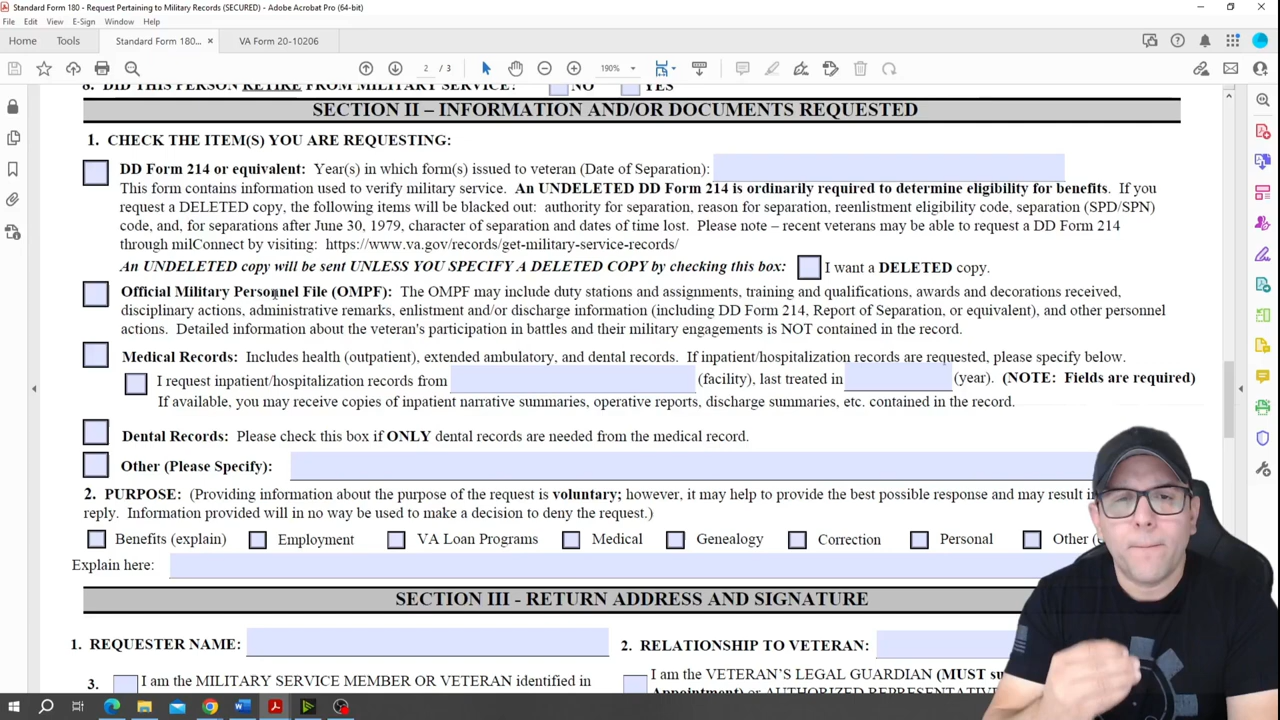 Standard Form 180 - Request Pertaining to Military Records (SECURED) - Adobe Acrobat Pro (64-bit)
File Edit View E-Sign Window Help
Home Tools Standard Form 180... × VA Form 20-10206
2 / 3 190%
8. DID THIS PERSON RETIRE FROM MILITARY SERVICE? NO YES
SECTION II – INFORMATION AND/OR DOCUMENTS REQUESTED
1. CHECK THE ITEM(S) YOU ARE REQUESTING:
DD Form 214 or equivalent: Year(s) in which form(s) issued to veteran (Date of Separation):
This form contains information used to verify military service. An UNDELETED DD Form 214 is ordinarily required to determine eligibility for benefits. If you
request a DELETED copy, the following items will be blacked out: authority for separation, reason for separation, reenlistment eligibility code, separation (SPD/SPN)
code, and, for separations after June 30, 1979, character of separation and dates of time lost. Please note – recent veterans may be able to request a DD Form 214
through milConnect by visiting: https://www.va.gov/records/get-military-service-records/
An UNDELETED copy will be sent UNLESS YOU SPECIFY A DELETED COPY by checking this box: I want a DELETED copy.
Official Military Personnel File (OMPF): The OMPF may include duty stations and assignments, training and qualifications, awards and decorations received,
disciplinary actions, administrative remarks, enlistment and/or discharge information (including DD Form 214, Report of Separation, or equivalent), and other personnel
actions. Detailed information about the veteran's participation in battles and their military engagements is NOT contained in the record.
Medical Records: Includes health (outpatient), extended ambulatory, and dental records. If inpatient/hospitalization records are requested, please specify below.
I request inpatient/hospitalization records from (facility), last treated in (year). (NOTE: Fields are required)
If available, you may receive copies of inpatient narrative summaries, operative reports, discharge summaries, etc. contained in the record.
Dental Records: Please check this box if ONLY dental records are needed from the medical record.
Other (Please Specify):
2. PURPOSE: (Providing information about the purpose of the request is voluntary; however, it may help to provide the best possible response and may result in
reply. Information provided will in no way be used to make a decision to deny the request.)
Benefits (explain) Employment VA Loan Programs Medical Genealogy Correction Personal Other
Explain here:
SECTION III - RETURN ADDRESS AND SIGNATURE
1. REQUESTER NAME: 2. RELATIONSHIP TO VETERAN:
3. I am the MILITARY SERVICE MEMBER OR VETERAN identified in I am the VETERAN'S LEGAL GUARDIAN (MUST
Appointment) or AUTHORIZED REPRESENTATIVE